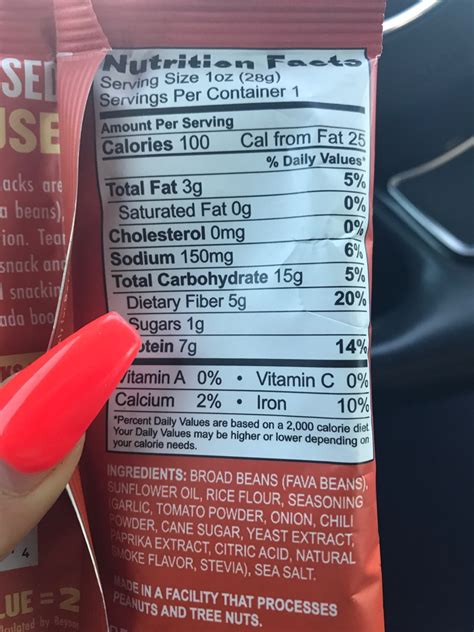 Nutrition Facts
Serving Size 1oz (28g)
Servings Per Container 1
Amount Per Serving
Calories 100 Cal from Fat 25
% Daily Values*
Total Fat 3g 5%
Saturated Fat 0g 0%
Cholesterol 0mg 0%
Sodium 150mg 6%
Total Carbohydrate 15g 5%
Dietary Fiber 5g 20%
Sugars 1g
otein 7g 14%
Vitamin A 0% • Vitamin C 0%
Calcium 2% • Iron 10%
*Percent Daily Values are based on a 2,000 calorie diet.
Your Daily Values may be higher or lower depending on
your calorie needs.
INGREDIENTS: BROAD BEANS (FAVA BEANS),
SUNFLOWER OIL, RICE FLOUR, SEASONING
(GARLIC, TOMATO POWDER, ONION, CHILI
POWDER, CANE SUGAR, YEAST EXTRACT,
PAPRIKA EXTRACT, CITRIC ACID, NATURAL
SMOKE FLAVOR, STEVIA), SEA SALT.
MADE IN A FACILITY THAT PROCESSES
PEANUTS AND TREE NUTS.
SED
USE
acks are
a beans),
ion. Tear
snack and
l snackin
ada boo
4
LUE = 2